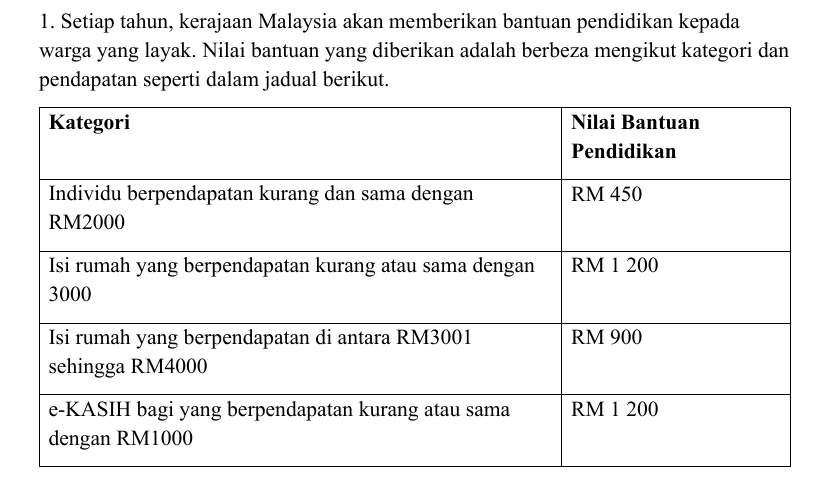 1. Setiap tahun, kerajaan Malaysia akan memberikan bantuan pendidikan kepada
warga yang layak. Nilai bantuan yang diberikan adalah berbeza mengikut kategori dan
pendapatan seperti dalam jadual berikut.
Kategori
Nilai Bantuan
Pendidikan
Individu berpendapatan kurang dan sama dengan
RM2000
RM 450
Isi rumah yang berpendapatan kurang atau sama dengan
3000
RM 1 200
Isi rumah yang berpendapatan di antara RM3001
sehingga RM4000
RM 900
e-KASIH bagi yang berpendapatan kurang atau sama
dengan RM1000
RM 1 200